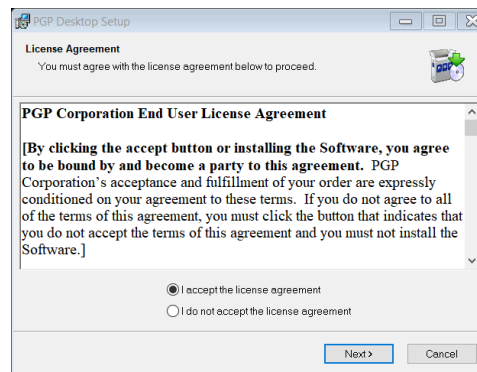 PGP Desktop Setup
License Agreement
You must agree with the license agreement below to proceed.
PGP
PGP Corporation End User License Agreement
[By clicking the accept button or installing the Software, you agree
to be bound by and become a party to this agreement. PGP
Corporation's acceptance and fulfillment of your order are expressly
conditioned on your agreement to these terms. If you do not agree to all
of the terms of this agreement, you must click the button that indicates that
you do not accept the terms of this agreement and you must not install the
Software.]
I accept the license agreement
I do not accept the license agreement
Next >
Cancel